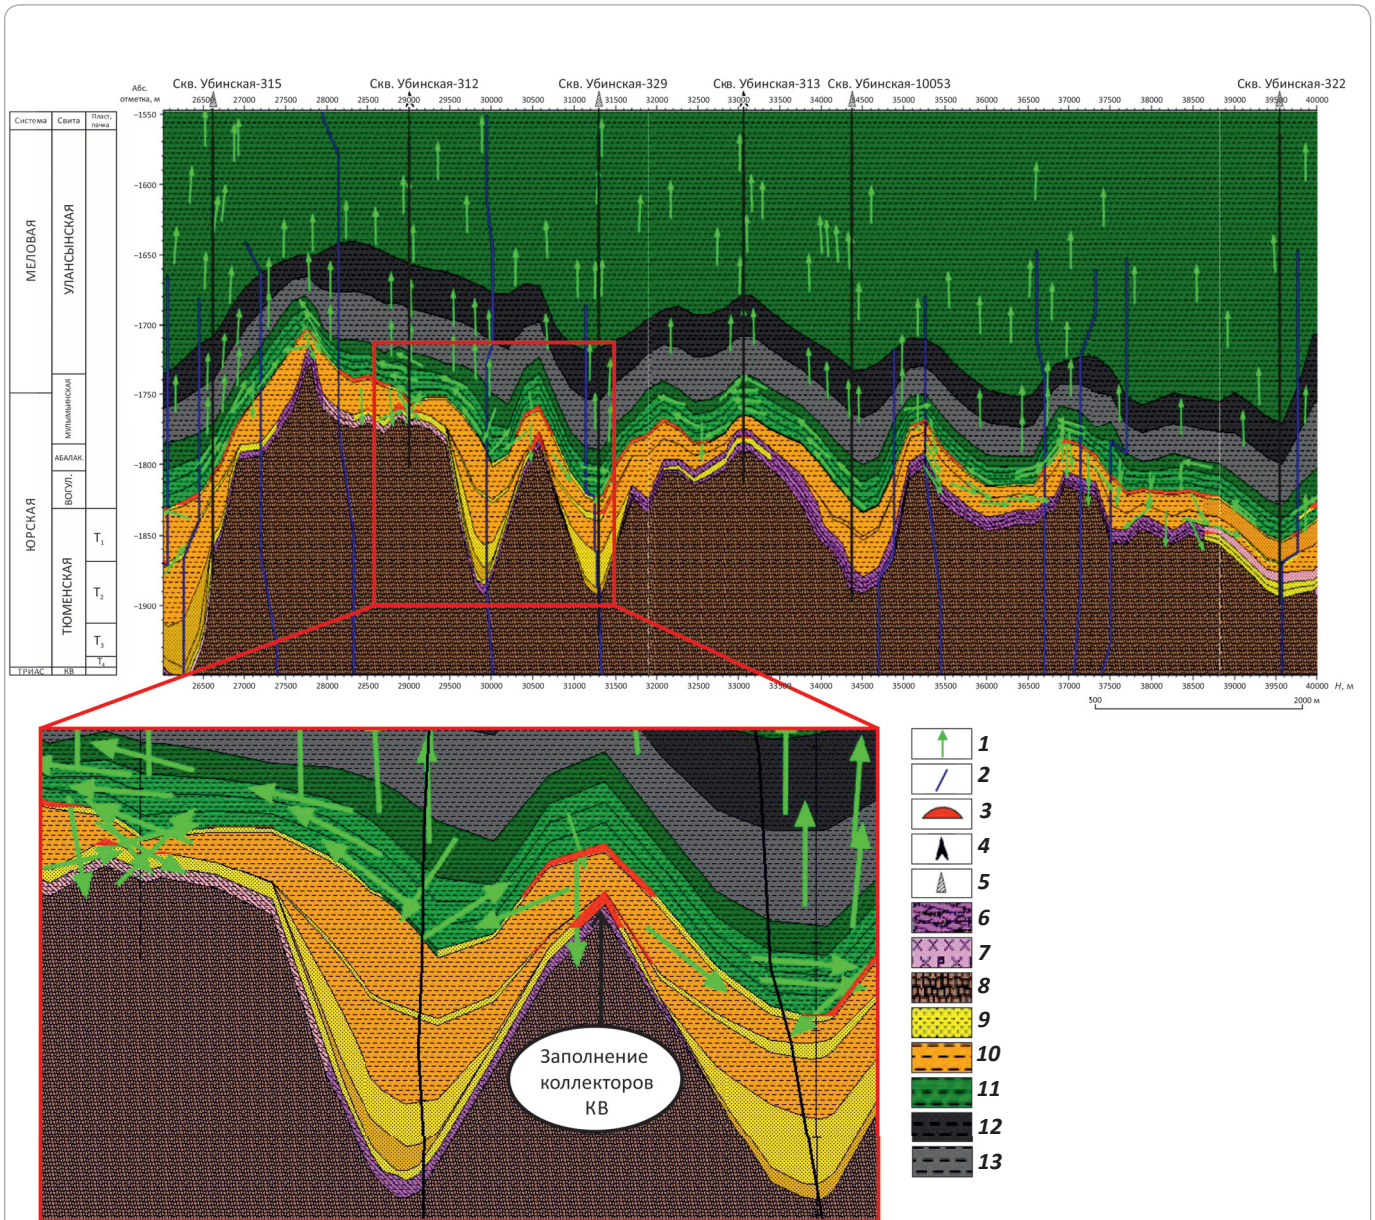 Скв. Убинская-315
Скв. Убинская-312
Скв. Убинская-329
Скв. Убинская-313
Скв. Убинская-10053
Скв. Убинская-322
Абс.
отметка, м
26500 27000 27500 28000 28500 29000 29500 30000 30500 31000 31500 32000 32500 33000 33500 34000 34500 35000 35500 36000 36500 37000 37500 38000 38500 39000 39500 40000
Система
Свита
Пласт,
пачка
МЕЛОВАЯ
ЮРСКАЯ
ТРИАС
УЛАНСЫНСКАЯ
МУЛЫМЬИНСКАЯ
АБАЛАК.
ВОГУЛ.
ТЮМЕНСКАЯ
КВ
Т1
Т2
Т3
Т4
−1550
−1600
−1650
−1700
−1750
−1800
−1850
−1900
26500 27000 27500 28000 28500 29000 29500 30000 30500 31000 31500 32000 32500 33000 33500 34000 34500 35000 35500 36000 36500 37000 37500 38000 38500 39000 39500 40000 Н, м
500 2000 м
Заполнение
коллекторов
КВ
1
2
3
4
5
6
Р 7
8
9
10
11
12
13